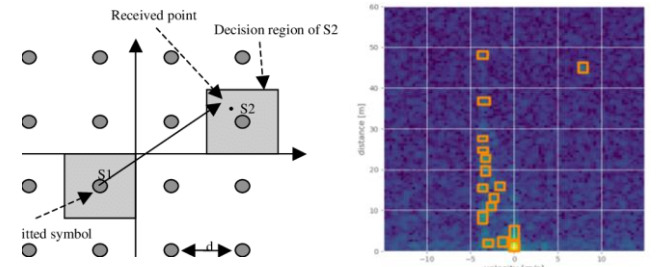 Received point
Decision region of S2
S2
S1
itted symbol
d
distance [m]
60
50
40
30
20
10
0
−10
−5
0
5
10